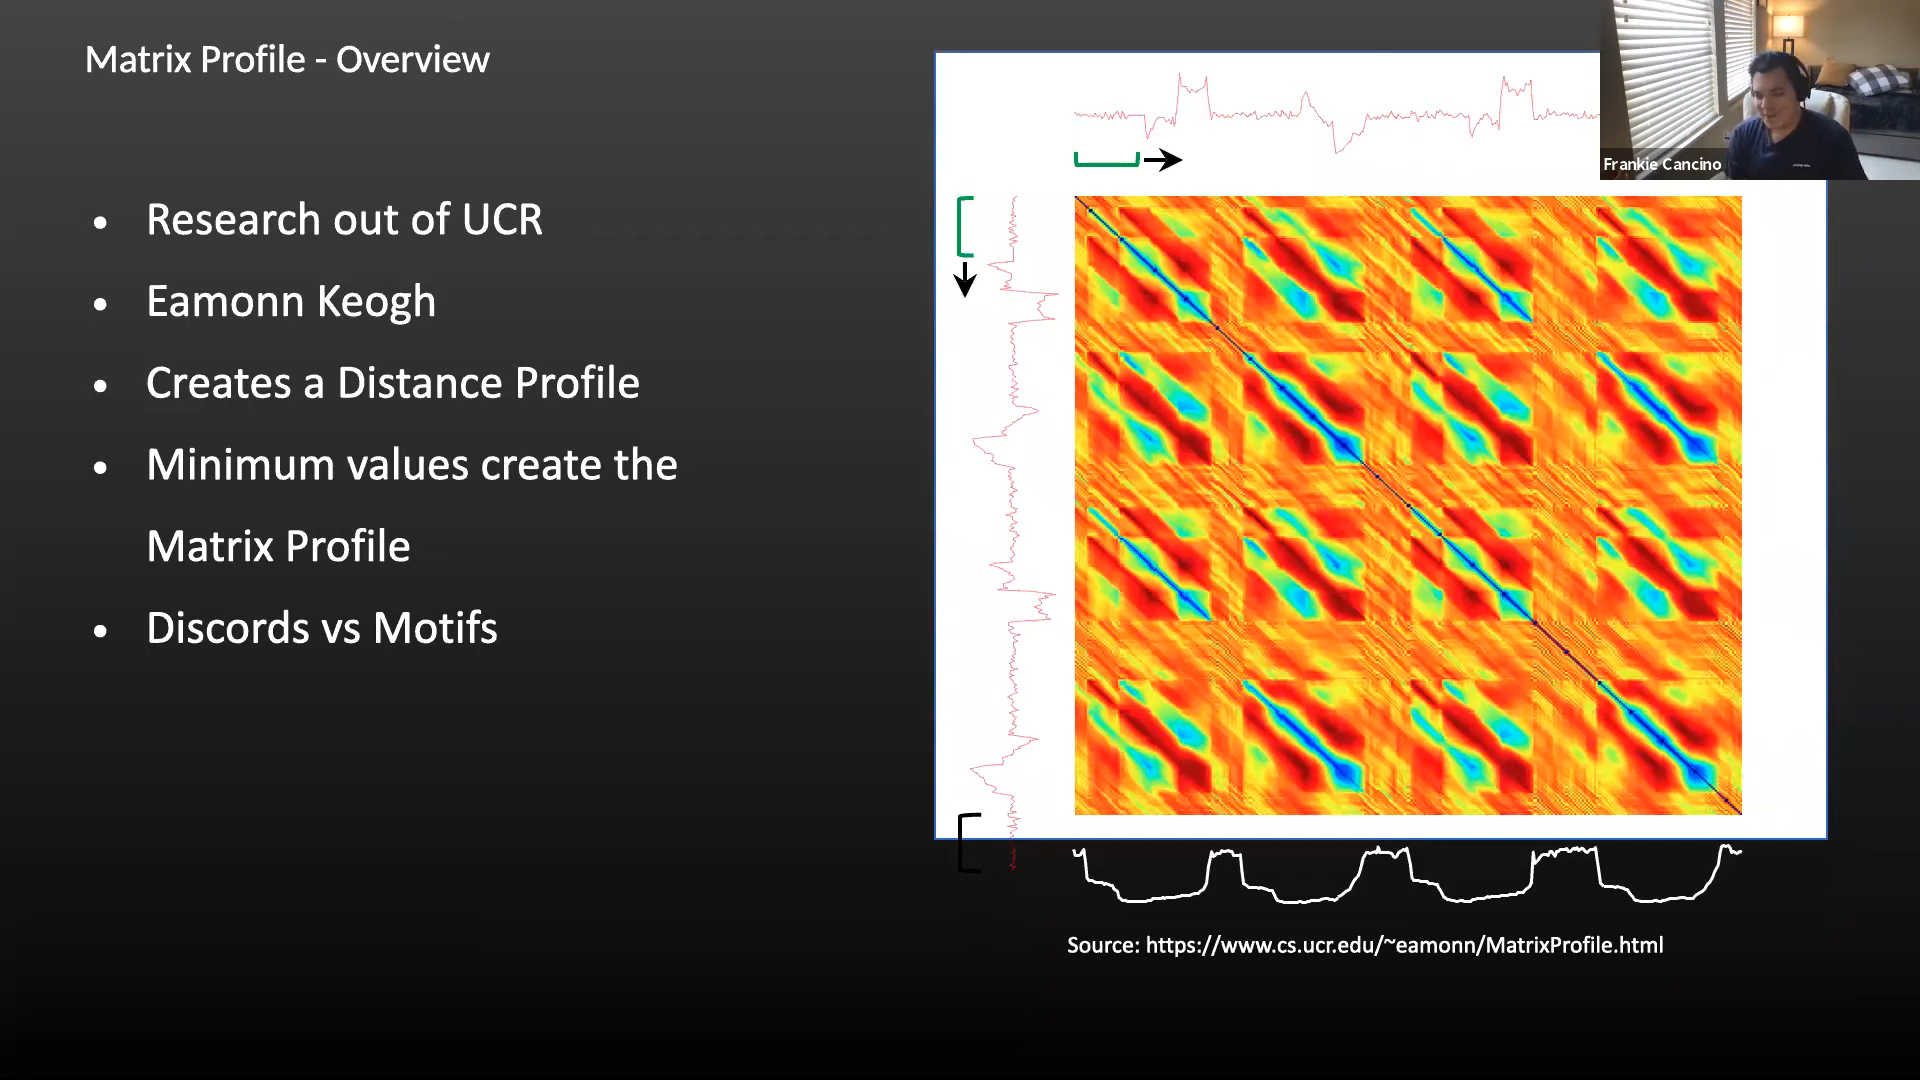 Matrix Profile - Overview
Frankie Cancino
• Research out of UCR
• Eamonn Keogh
• Creates a Distance Profile
• Minimum values create the
Matrix Profile
• Discords vs Motifs
Source: https://www.cs.ucr.edu/~eamonn/MatrixProfile.html